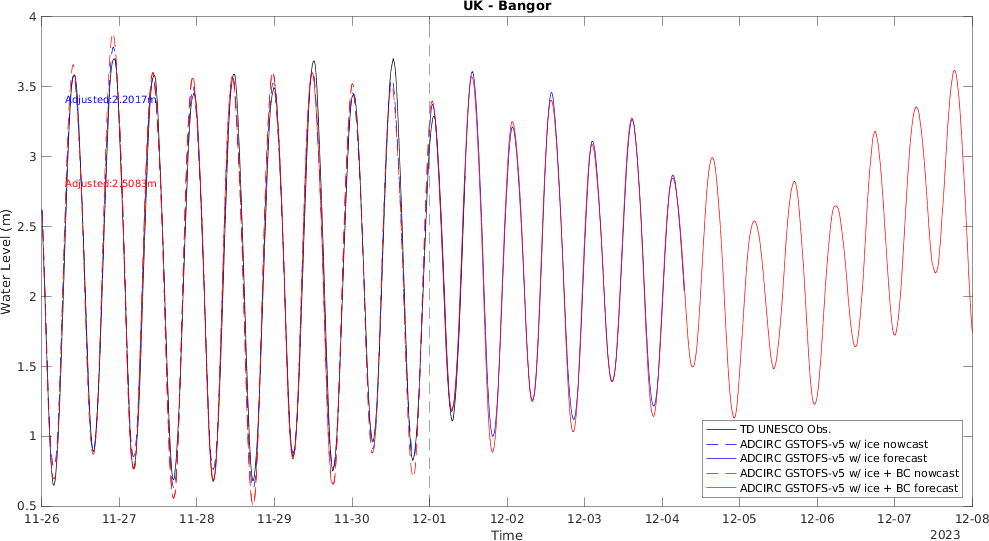 UK - Bangor
4
3.5
3
2.5
2
1.5
1
0.5
Water Level (m)
Adjusted:2.2017m
Adjusted:2.5083m
TD UNESCO Obs.
ADCIRC GSTOFS-v5 w/ ice nowcast
ADCIRC GSTOFS-v5 w/ ice forecast
ADCIRC GSTOFS-v5 w/ ice + BC nowcast
ADCIRC GSTOFS-v5 w/ ice + BC forecast
11-26 11-27 11-28 11-29 11-30 12-01 12-02 12-03 12-04 12-05 12-06 12-07 12-08
Time
2023